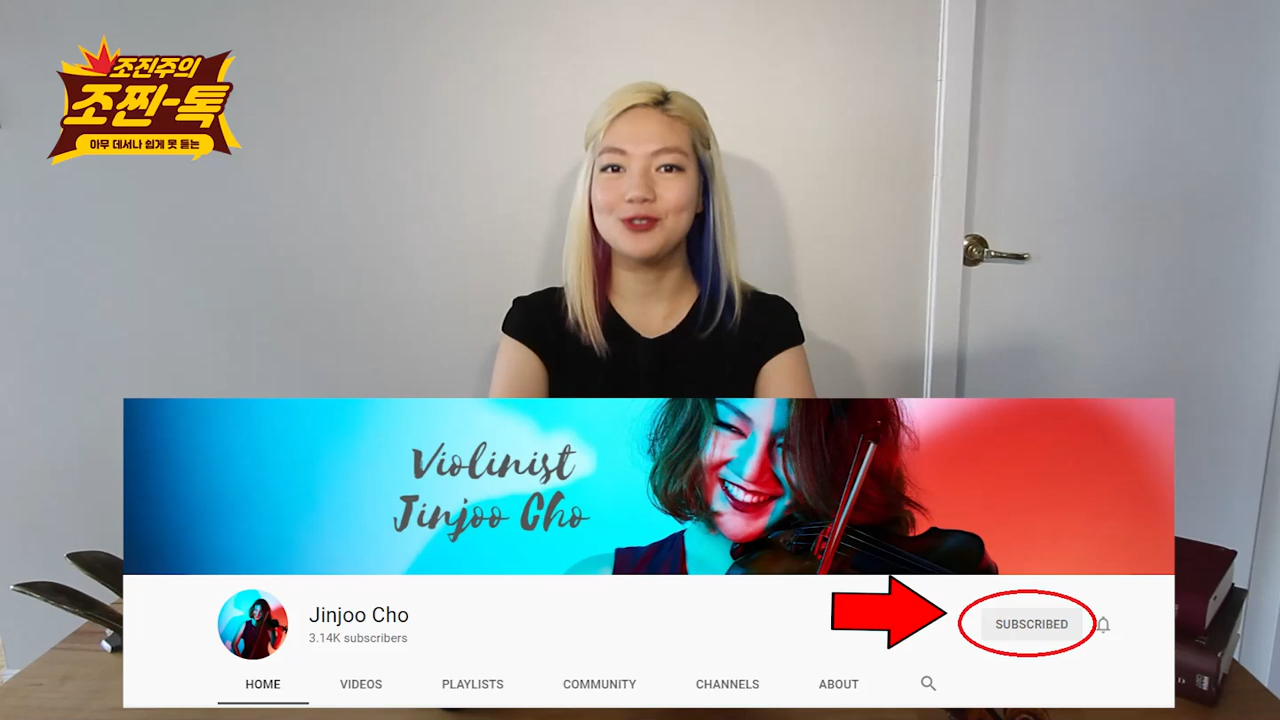 조진주의
조찐-톡
아무 데서나 쉽게 못 듣는
Violinist
Jinjoo Cho
Jinjoo Cho
3.14K subscribers
SUBSCRIBED
HOME
VIDEOS
PLAYLISTS
COMMUNITY
CHANNELS
ABOUT